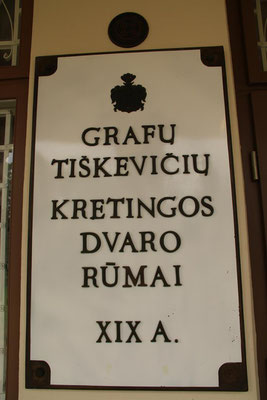 GRAFŲ
TIŠKEVIČIŲ
KRETINGOS
DVARO
RŪMAI
XIX A.